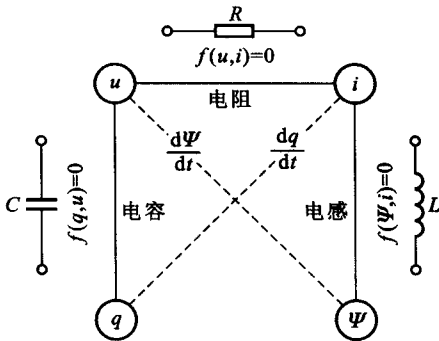 R
f(u,i)=0
u
i
电阻
dΨ/dt
dq/dt
C
f(q,u)=0
电容
电感
f(Ψ,i)=0
L
q
Ψ